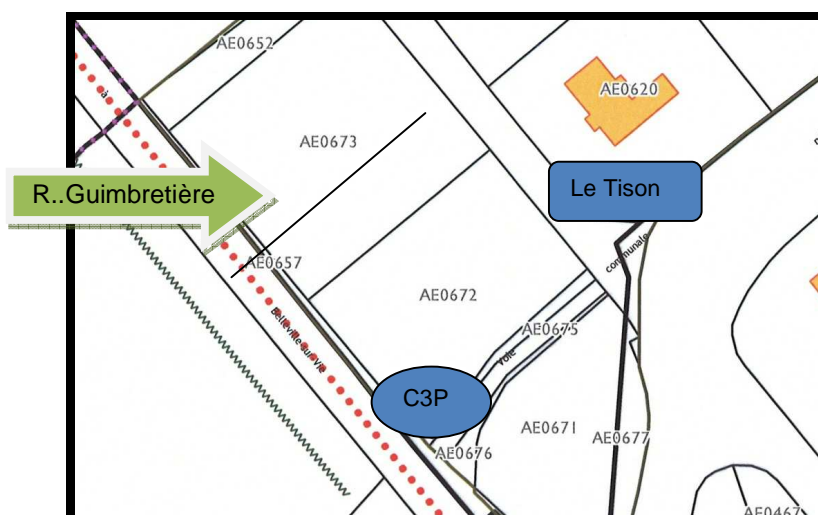 AE0652
AE0620
à
AE0673
R..Guimbretière
Le Tison
communale
AE0657
AE0672
Belleville-sur-Vie
AE0675
Voie
C3P
AE0671
AE0677
AE0676
AE0467